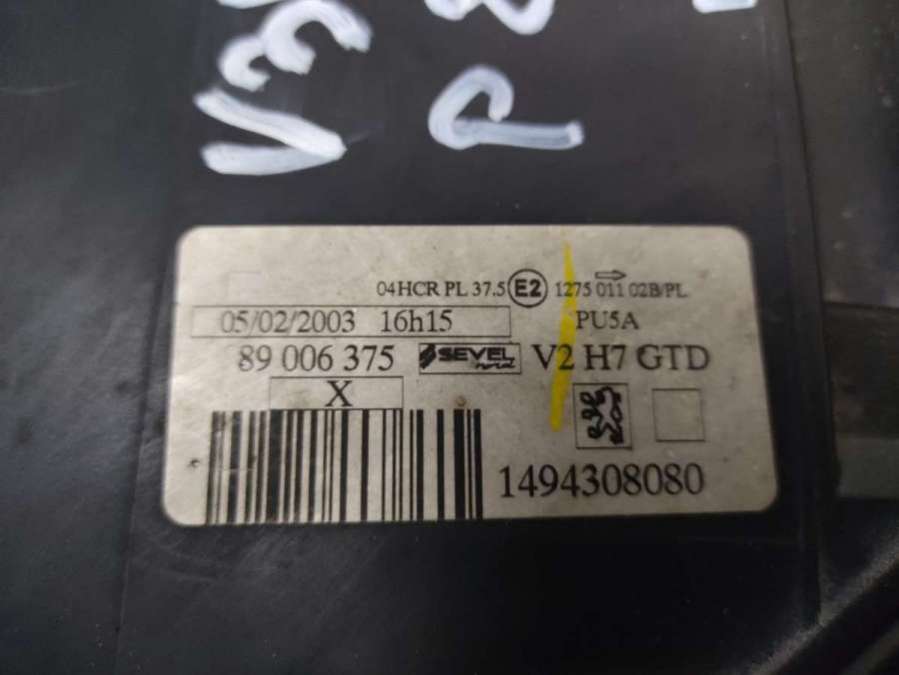 04HCR PL 37.5 E2 1275 011 02B/PL
05/02/2003 16h15 PU5A
89 006 375 SEVEL nord V2 H7 GTD
X
1494308080